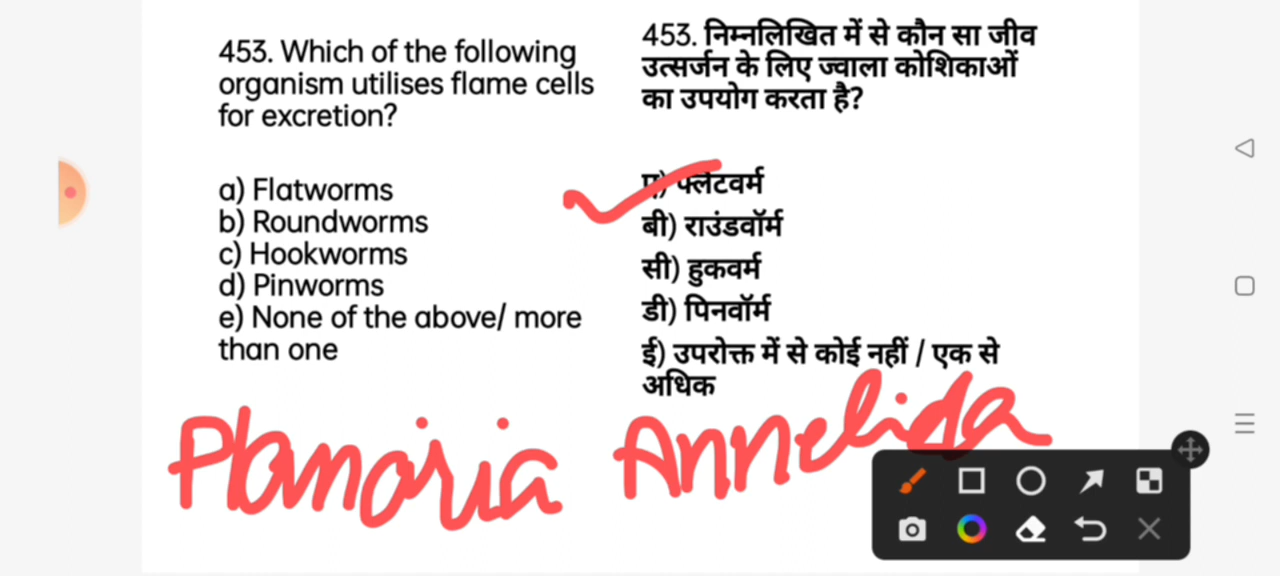 453. Which of the following
organism utilises flame cells
for excretion?
a) Flatworms
b) Roundworms
c) Hookworms
d) Pinworms
e) None of the above/ more
than one
453. निम्नलिखित में से कौन सा जीव
उत्सर्जन के लिए ज्वाला कोशिकाओं
का उपयोग करता है?
ए) फ्लैटवर्म
बी) राउंडवॉर्म
सी) हुकवर्म
डी) पिनवॉर्म
ई) उपरोक्त में से कोई नहीं / एक से
अधिक
Planaria Annelida